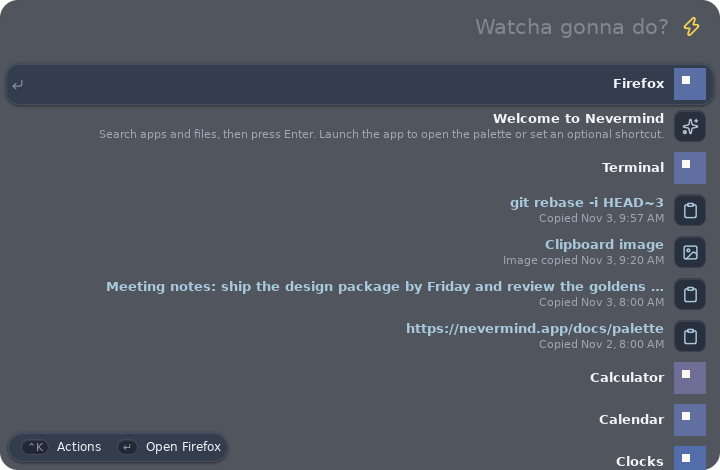 Watcha gonna do?
Firefox
Welcome to Nevermind
Search apps and files, then press Enter. Launch the app to open the palette or set an optional shortcut.
Terminal
git rebase -i HEAD~3
Copied Nov 3, 9:57 AM
Clipboard image
Image copied Nov 3, 9:20 AM
Meeting notes: ship the design package by Friday and review the goldens …
Copied Nov 3, 8:00 AM
https://nevermind.app/docs/palette
Copied Nov 2, 8:00 AM
Calculator
Calendar
Clocks
⌃K Actions ↵ Open Firefox